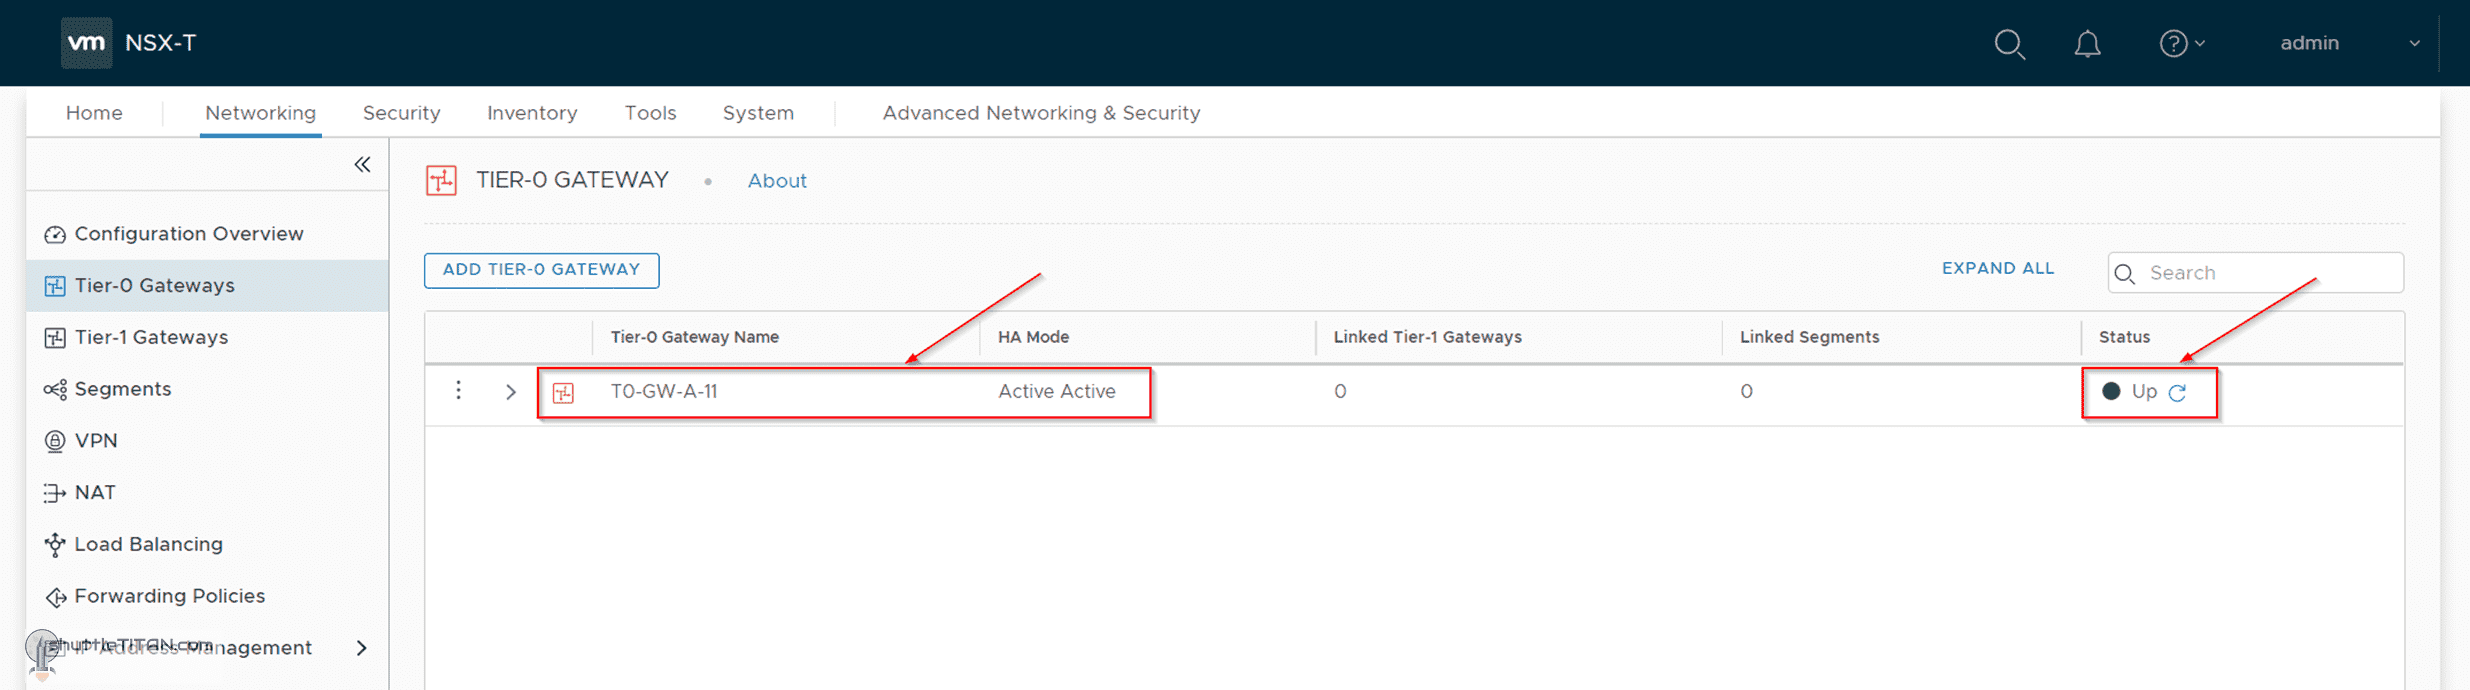 vm NSX-T admin
Home Networking Security Inventory Tools System Advanced Networking & Security
TIER-0 GATEWAY • About
Configuration Overview
Tier-0 Gateways
Tier-1 Gateways
Segments
VPN
NAT
Load Balancing
Forwarding Policies
IP Address Management
shuttleTITAN.com
ADD TIER-0 GATEWAY
EXPAND ALL
Search
Tier-0 Gateway Name HA Mode Linked Tier-1 Gateways Linked Segments Status
T0-GW-A-11 Active Active 0 0 Up